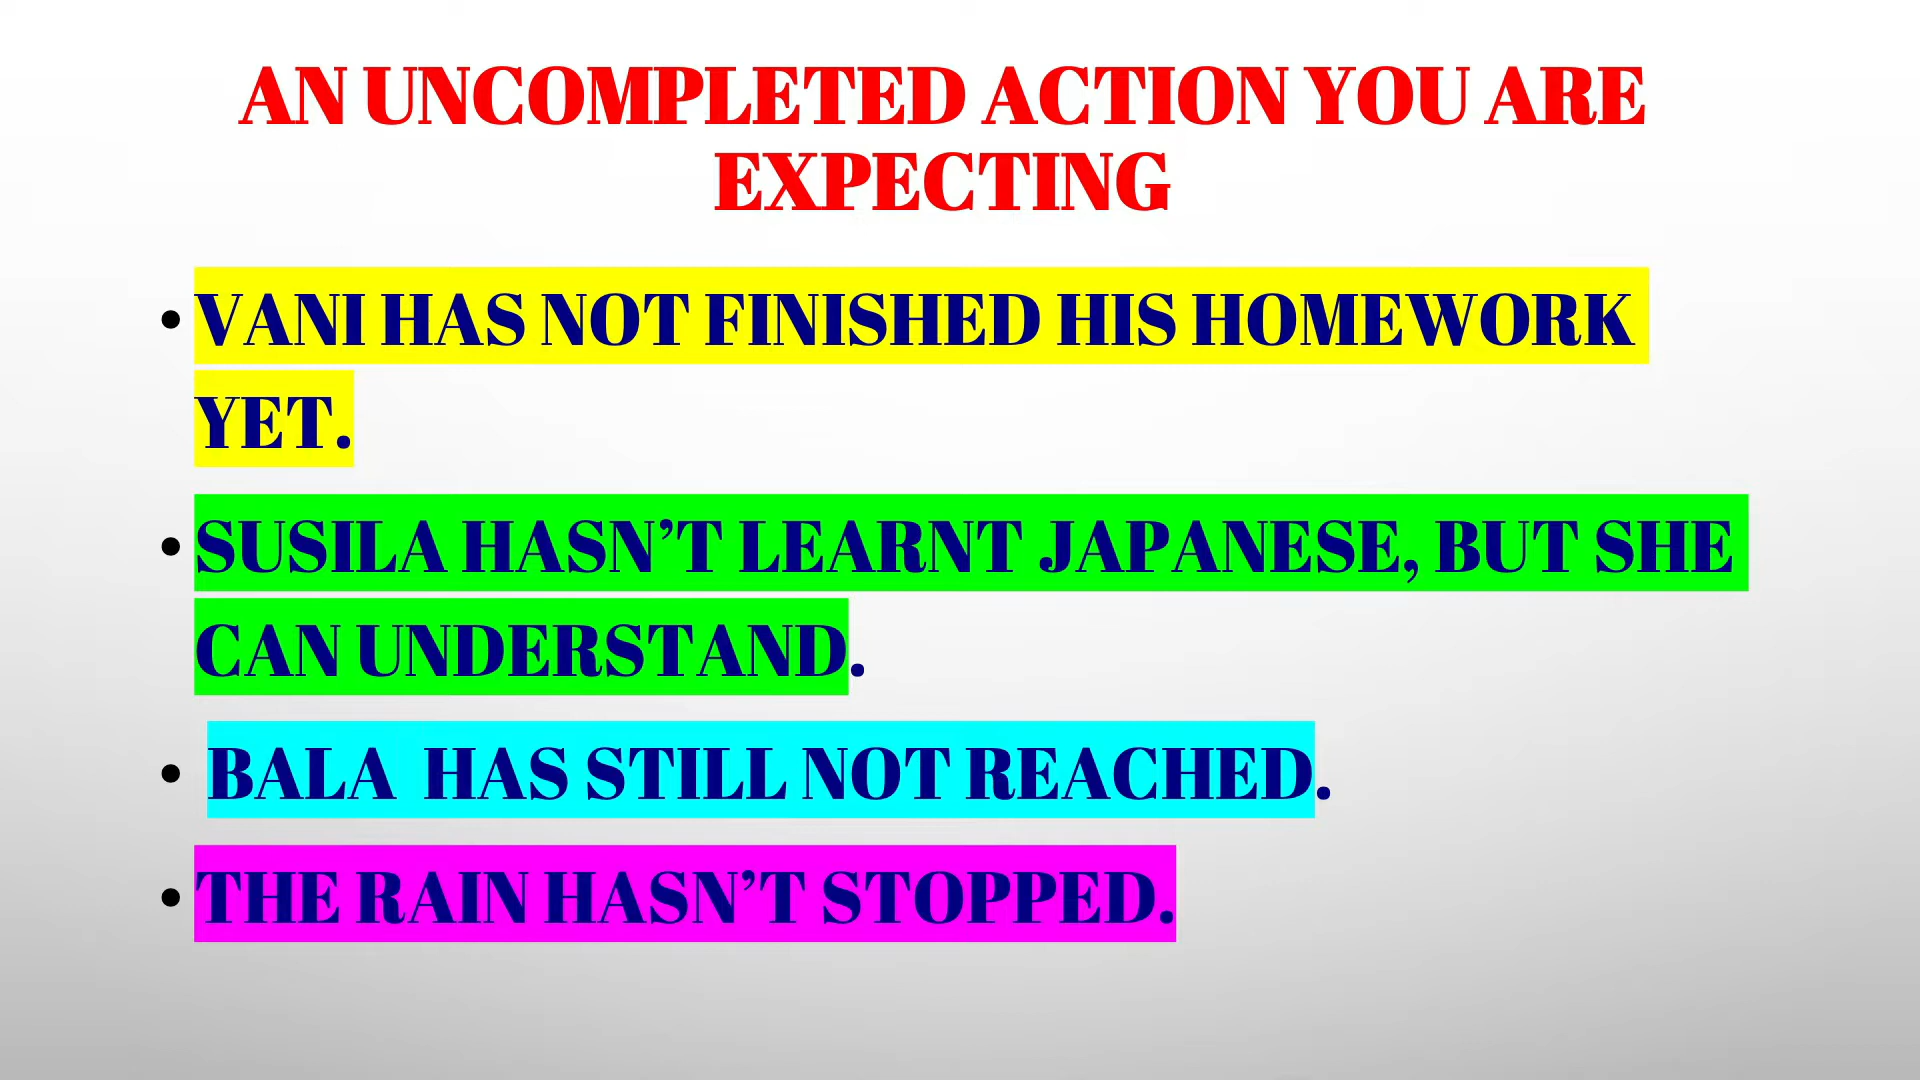 AN UNCOMPLETED ACTION YOU ARE
EXPECTING
• VANI HAS NOT FINISHED HIS HOMEWORK
YET.
• SUSILA HASN’T LEARNT JAPANESE, BUT SHE
CAN UNDERSTAND.
• BALA HAS STILL NOT REACHED.
• THE RAIN HASN’T STOPPED.